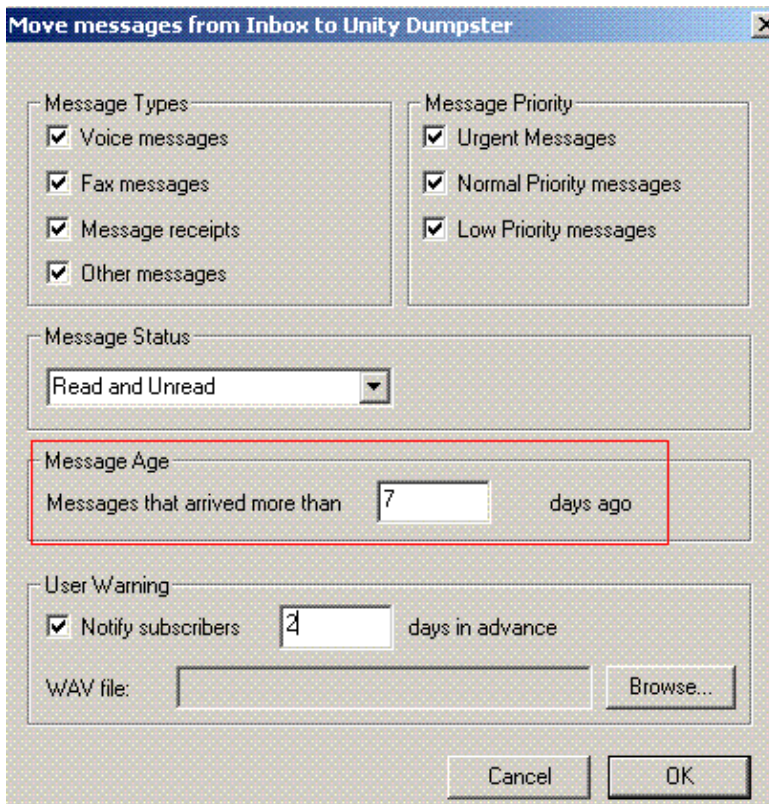 Move messages from Inbox to Unity Dumpster
Message Types
Voice messages
Fax messages
Message receipts
Other messages
Message Priority
Urgent Messages
Normal Priority messages
Low Priority messages
Message Status
Read and Unread
Message Age
Messages that arrived more than 7 days ago
User Warning
Notify subscribers 2 days in advance
WAV file: Browse...
Cancel OK